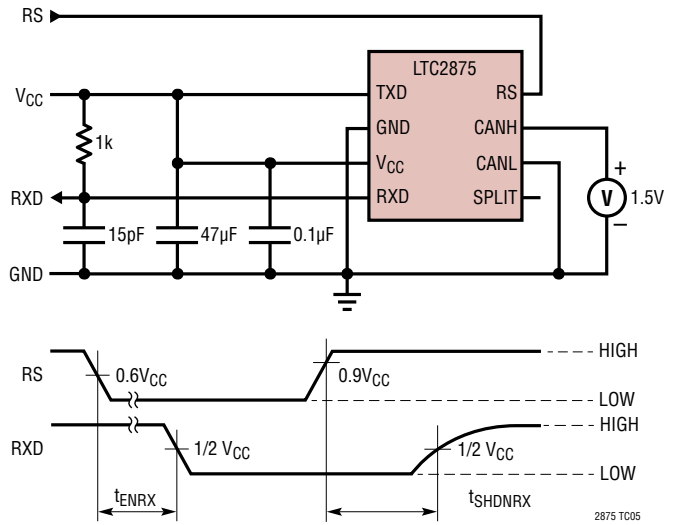 RS
LTC2875
VCC
TXD
RS
1k
GND
CANH
VCC
CANL
+
V
1.5V
−
RXD
RXD
SPLIT
15pF
47µF
0.1µF
GND
HIGH
RS
0.6VCC
0.9VCC
LOW
HIGH
RXD
1/2 VCC
1/2 VCC
LOW
tENRX
tSHDNRX
2875 TC05